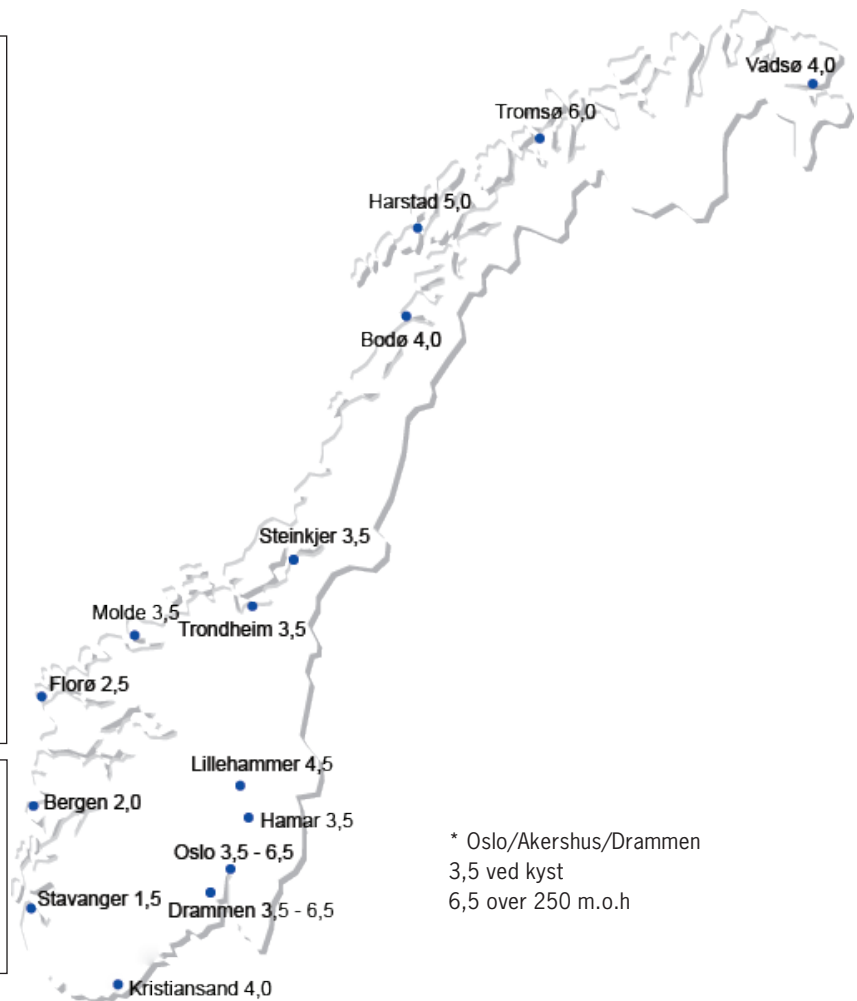 Vadsø 4,0
Tromsø 6,0
Harstad 5,0
Bodø 4,0
Steinkjer 3,5
Molde 3,5
Trondheim 3,5
Florø 2,5
Lillehammer 4,5
Bergen 2,0
Hamar 3,5
Oslo 3,5 - 6,5
Stavanger 1,5
Drammen 3,5 - 6,5
Kristiansand 4,0
* Oslo/Akershus/Drammen
3,5 ved kyst
6,5 over 250 m.o.h